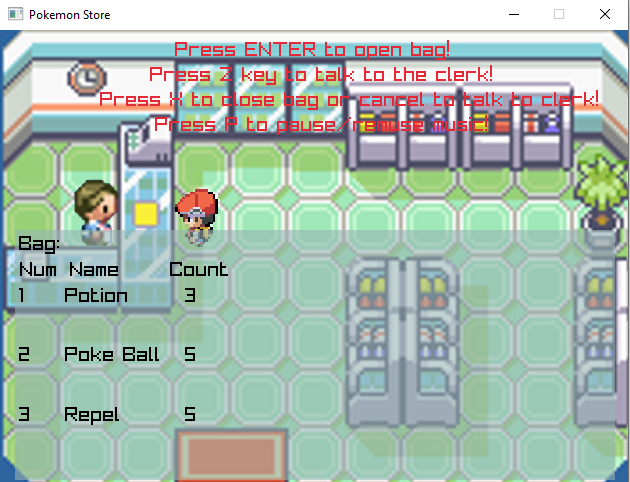 Pokemon Store
Press ENTER to open bag!
Press Z key to talk to the clerk!
Press X to close bag or cancel to talk to clerk!
Press P to pause/remuse music!
Bag:
Num Name Count
1 Potion 3
2 Poke Ball 5
3 Repel 5